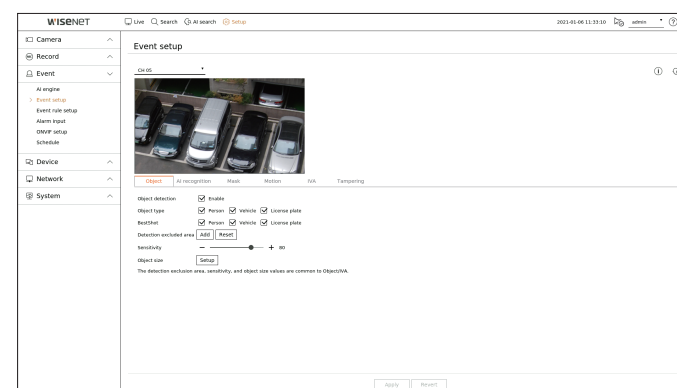 WISENET
Live Search AI search Setup
2021-01-06 11:33:10 admin
Camera
Record
Event
AI engine
Event setup
Event rule setup
Alarm input
ONVIF setup
Schedule
Device
Network
System
Event setup
CH 05
Object AI recognition Mask Motion IVA Tampering
Object detection Enable
Object type Person Vehicle License plate
BestShot Person Vehicle License plate
Detection excluded area Add Reset
Sensitivity − + 80
Object size Setup
The detection exclusion area, sensitivity, and object size values are common to Object/IVA.
Apply Revert